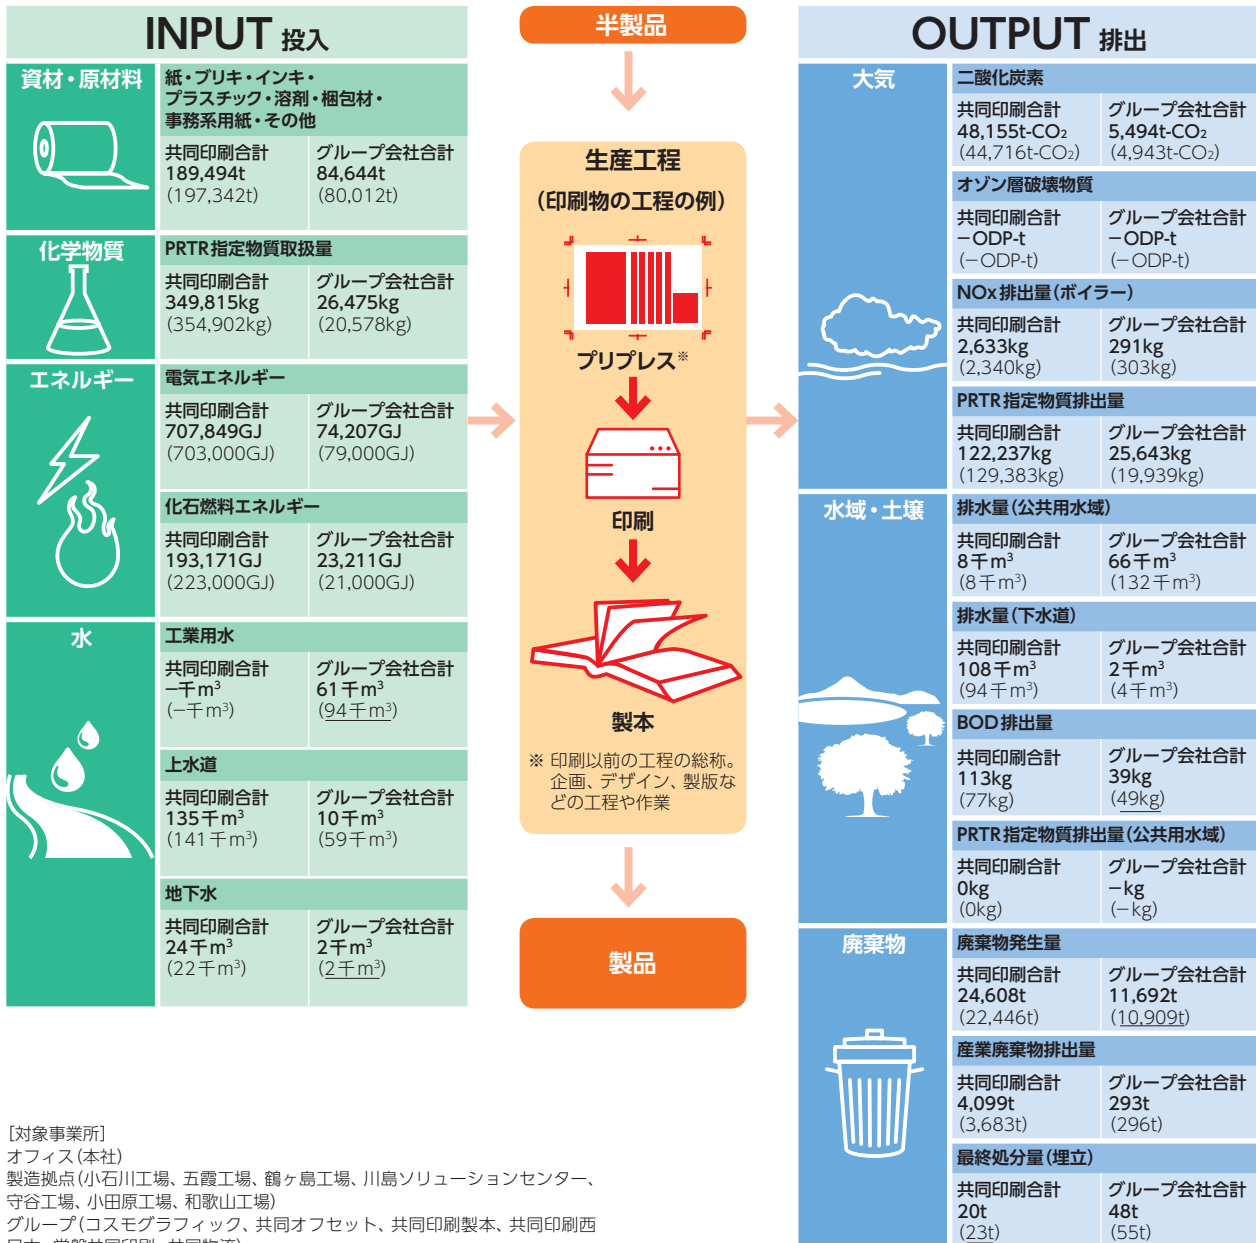 INPUT 投入
資材・原材料
紙・ブリキ・インキ・
プラスチック・溶剤・梱包材・
事務系用紙・その他
共同印刷合計
189,494t
(197,342t)
グループ会社合計
84,644t
(80,012t)
化学物質
PRTR指定物質取扱量
共同印刷合計
349,815kg
(354,902kg)
グループ会社合計
26,475kg
(20,578kg)
エネルギー
電気エネルギー
共同印刷合計
707,849GJ
(703,000GJ)
グループ会社合計
74,207GJ
(79,000GJ)
化石燃料エネルギー
共同印刷合計
193,171GJ
(223,000GJ)
グループ会社合計
23,211GJ
(21,000GJ)
水
工業用水
共同印刷合計
−千m³
(−千m³)
グループ会社合計
61千m³
(94千m³)
上水道
共同印刷合計
135千m³
(141千m³)
グループ会社合計
10千m³
(59千m³)
地下水
共同印刷合計
24千m³
(22千m³)
グループ会社合計
2千m³
(2千m³)
半製品
生産工程
(印刷物の工程の例)
プリプレス※
印刷
製本
※ 印刷以前の工程の総称。
企画、デザイン、製版な
どの工程や作業
製品
OUTPUT 排出
大気
二酸化炭素
共同印刷合計
48,155t-CO₂
(44,716t-CO₂)
グループ会社合計
5,494t-CO₂
(4,943t-CO₂)
オゾン層破壊物質
共同印刷合計
−ODP-t
(−ODP-t)
グループ会社合計
−ODP-t
(−ODP-t)
NOx排出量(ボイラー)
共同印刷合計
2,633kg
(2,340kg)
グループ会社合計
291kg
(303kg)
PRTR指定物質排出量
共同印刷合計
122,237kg
(129,383kg)
グループ会社合計
25,643kg
(19,939kg)
水域・土壌
排水量(公共用水域)
共同印刷合計
8千m³
(8千m³)
グループ会社合計
66千m³
(132千m³)
排水量(下水道)
共同印刷合計
108千m³
(94千m³)
グループ会社合計
2千m³
(4千m³)
BOD排出量
共同印刷合計
113kg
(77kg)
グループ会社合計
39kg
(49kg)
PRTR指定物質排出量(公共用水域)
共同印刷合計
0kg
(0kg)
グループ会社合計
−kg
(−kg)
廃棄物
廃棄物発生量
共同印刷合計
24,608t
(22,446t)
グループ会社合計
11,692t
(10,909t)
産業廃棄物排出量
共同印刷合計
4,099t
(3,683t)
グループ会社合計
293t
(296t)
最終処分量(埋立)
共同印刷合計
20t
(23t)
グループ会社合計
48t
(55t)
[対象事業所]
オフィス(本社)
製造拠点(小石川工場、五霞工場、鶴ヶ島工場、川島ソリューションセンター、
守谷工場、小田原工場、和歌山工場)
グループ(コスモグラフィック、共同オフセット、共同印刷製本、共同印刷西